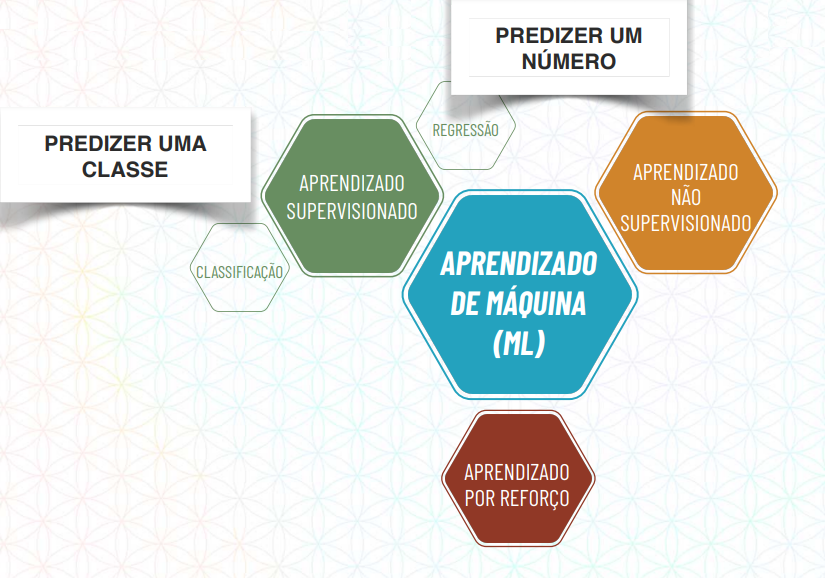 PREDIZER UM
NÚMERO
PREDIZER UMA
CLASSE
REGRESSÃO
APRENDIZADO
SUPERVISIONADO
APRENDIZADO
NÃO
SUPERVISIONADO
CLASSIFICAÇÃO
APRENDIZADO
DE MÁQUINA
(ML)
APRENDIZADO
POR REFORÇO